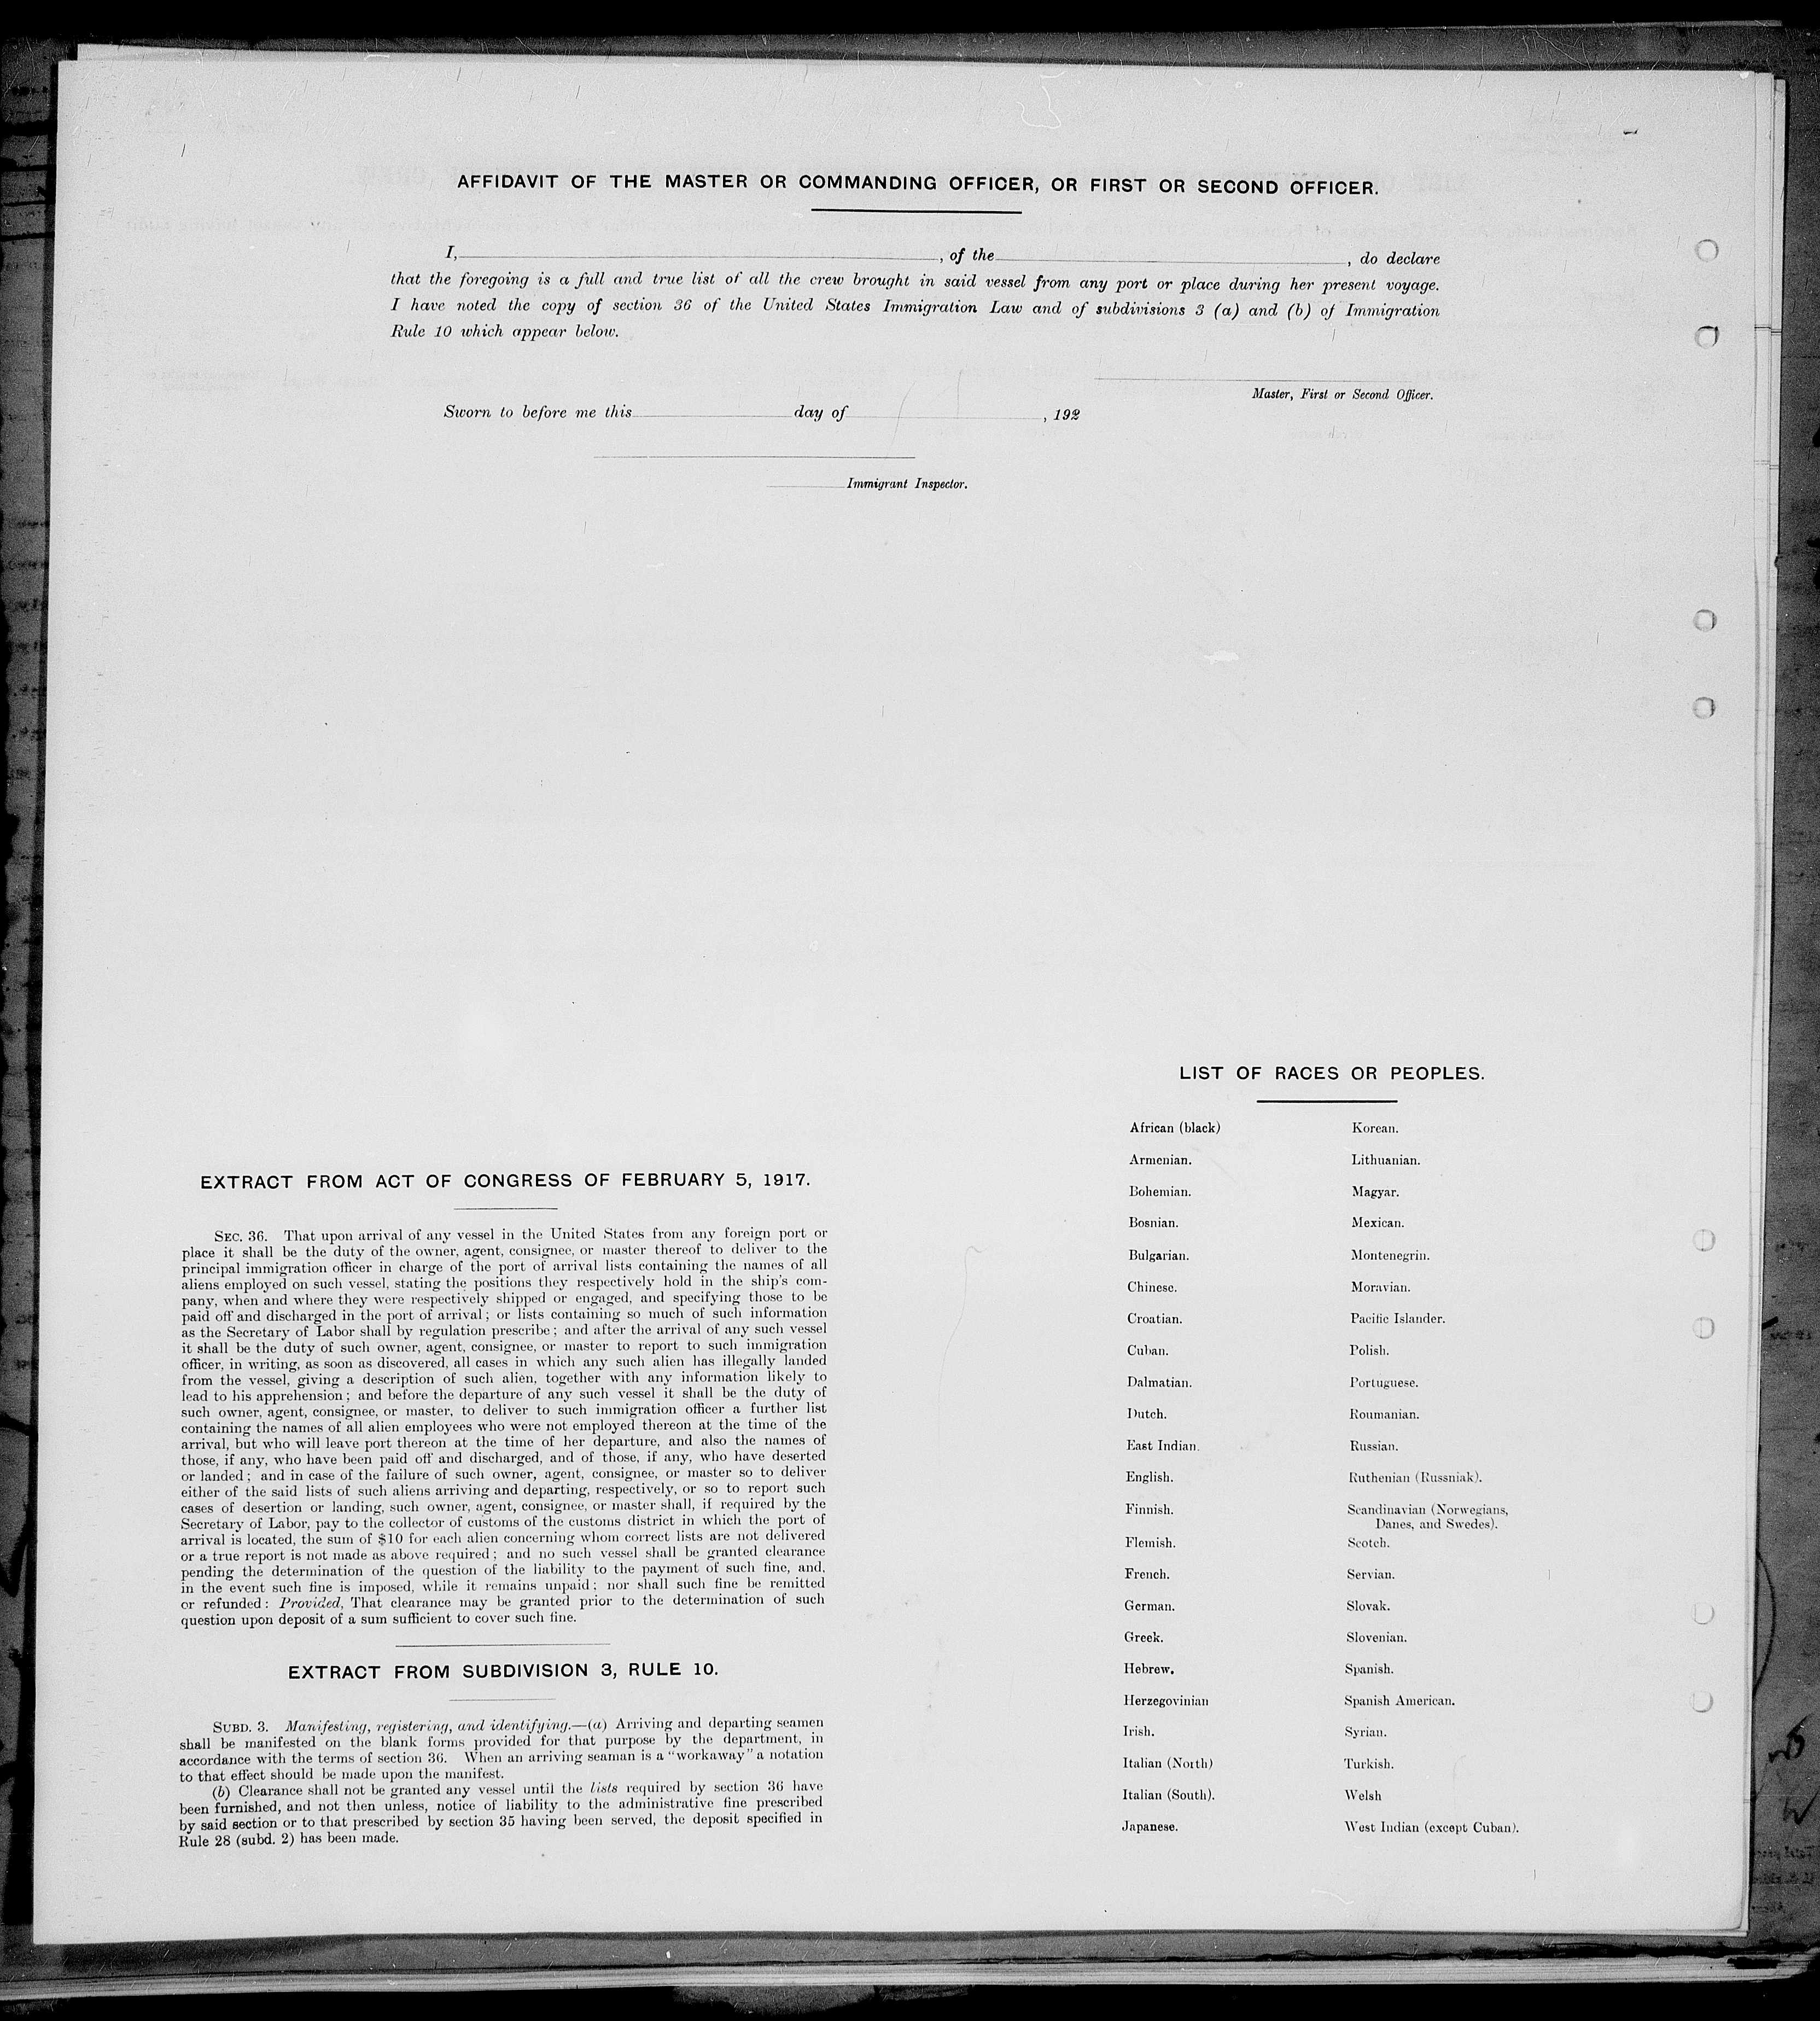 AFFIDAVIT OF THE MASTER OR COMMANDING OFFICER, OR FIRST OR SECOND OFFICER.
I, , of the , do declare
that the foregoing is a full and true list of all the crew brought in said vessel from any port or place during her present voyage.
I have noted the copy of section 36 of the United States Immigration Law and of subdivisions 3 (a) and (b) of Immigration
Rule 10 which appear below.
Master, First or Second Officer.
Sworn to before me this day of , 192
Immigrant Inspector.
EXTRACT FROM ACT OF CONGRESS OF FEBRUARY 5, 1917.
SEC. 36. That upon arrival of any vessel in the United States from any foreign port or
place it shall be the duty of the owner, agent, consignee, or master thereof to deliver to the
principal immigration officer in charge of the port of arrival lists containing the names of all
aliens employed on such vessel, stating the positions they respectively hold in the ship's com-
pany, when and where they were respectively shipped or engaged, and specifying those to be
paid off and discharged in the port of arrival; or lists containing so much of such information
as the Secretary of Labor shall by regulation prescribe; and after the arrival of any such vessel
it shall be the duty of such owner, agent, consignee, or master to report to such immigration
officer, in writing, as soon as discovered, all cases in which any such alien has illegally landed
from the vessel, giving a description of such alien, together with any information likely to
lead to his apprehension; and before the departure of any such vessel it shall be the duty of
such owner, agent, consignee, or master, to deliver to such immigration officer a further list
containing the names of all alien employees who were not employed thereon at the time of the
arrival, but who will leave port thereon at the time of her departure, and also the names of
those, if any, who have been paid off and discharged, and of those, if any, who have deserted
or landed; and in case of the failure of such owner, agent, consignee, or master so to deliver
either of the said lists of such aliens arriving and departing, respectively, or so to report such
cases of desertion or landing, such owner, agent, consignee, or master shall, if required by the
Secretary of Labor, pay to the collector of customs of the customs district in which the port of
arrival is located, the sum of $10 for each alien concerning whom correct lists are not delivered
or a true report is not made as above required; and no such vessel shall be granted clearance
pending the determination of the question of the liability to the payment of such fine, and,
in the event such fine is imposed, while it remains unpaid; nor shall such fine be remitted
or refunded: Provided, That clearance may be granted prior to the determination of such
question upon deposit of a sum sufficient to cover such fine.
EXTRACT FROM SUBDIVISION 3, RULE 10.
SUBD. 3. Manifesting, registering, and identifying.—(a) Arriving and departing seamen
shall be manifested on the blank forms provided for that purpose by the department, in
accordance with the terms of section 36. When an arriving seaman is a "workaway" a notation
to that effect should be made upon the manifest.
(b) Clearance shall not be granted any vessel until the lists required by section 36 have
been furnished, and not then unless, notice of liability to the administrative fine prescribed
by said section or to that prescribed by section 35 having been served, the deposit specified in
Rule 28 (subd. 2) has been made.
LIST OF RACES OR PEOPLES.
African (black)
Armenian.
Bohemian.
Bosnian.
Bulgarian.
Chinese.
Croatian.
Cuban.
Dalmatian.
Dutch.
East Indian.
English.
Finnish.
Flemish.
French.
German.
Greek.
Hebrew.
Herzegovinian
Irish.
Italian (North)
Italian (South).
Japanese.
Korean.
Lithuanian.
Magyar.
Mexican.
Montenegrin.
Moravian.
Pacific Islander.
Polish.
Portuguese.
Roumanian.
Russian.
Ruthenian (Russniak).
Scandinavian (Norwegians,
Danes, and Swedes).
Scotch.
Servian.
Slovak.
Slovenian.
Spanish.
Spanish American.
Syrian.
Turkish.
Welsh
West Indian (except Cuban).